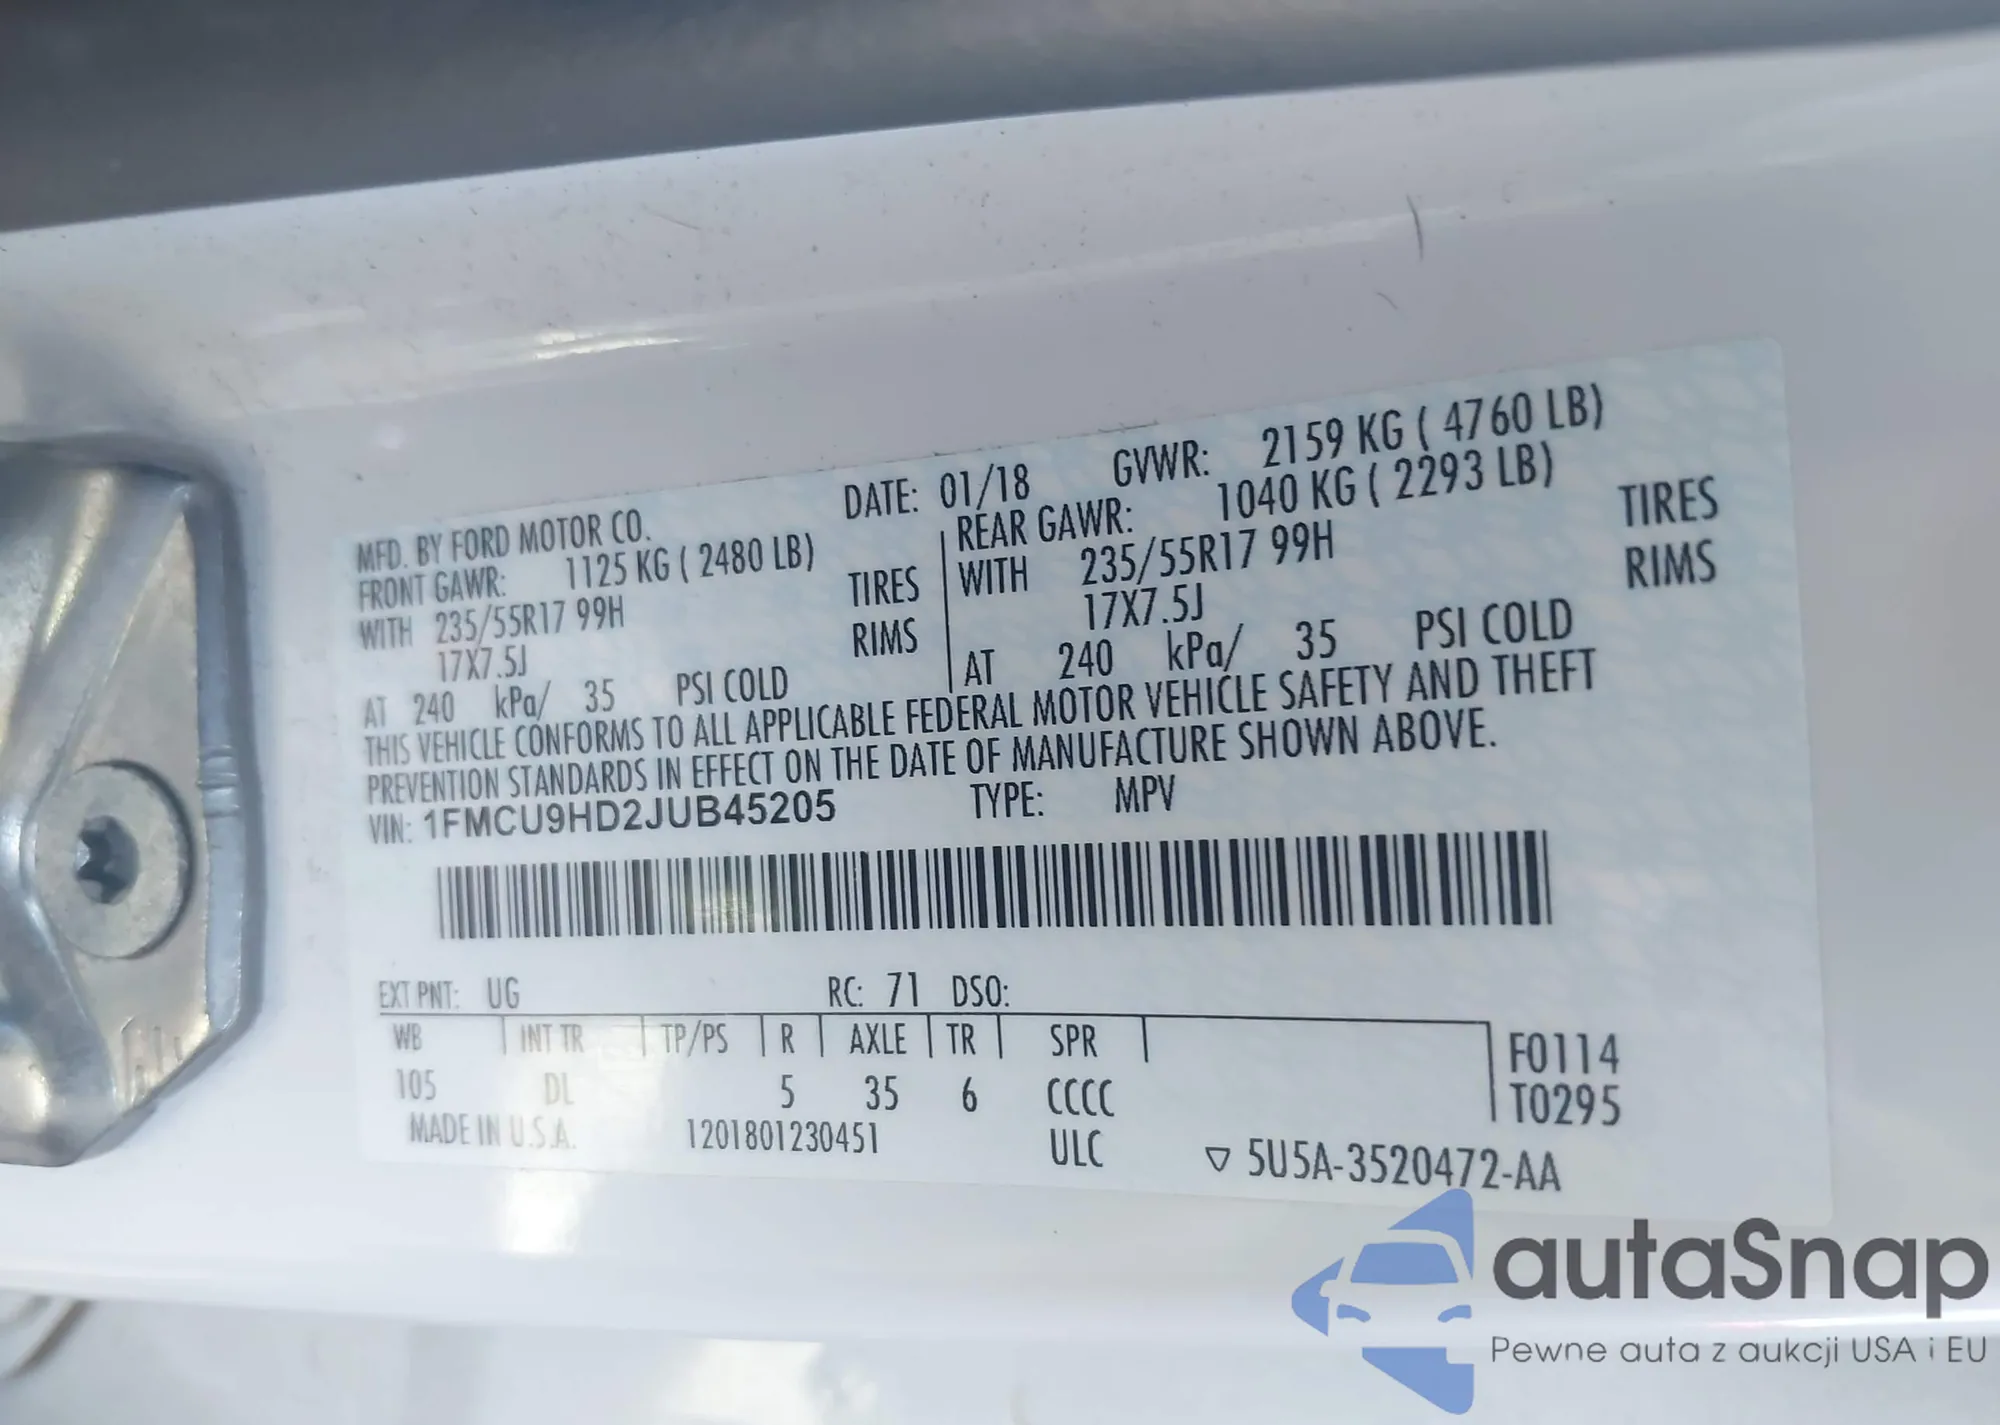 MFD. BY FORD MOTOR CO. DATE: 01/18 GVWR: 2159 KG ( 4760 LB)
FRONT GAWR: 1125 KG ( 2480 LB) REAR GAWR: 1040 KG ( 2293 LB)
WITH 235/55R17 99H TIRES WITH 235/55R17 99H TIRES
17X7.5J RIMS 17X7.5J RIMS
AT 240 kPa/ 35 PSI COLD AT 240 kPa/ 35 PSI COLD
THIS VEHICLE CONFORMS TO ALL APPLICABLE FEDERAL MOTOR VEHICLE SAFETY AND THEFT
PREVENTION STANDARDS IN EFFECT ON THE DATE OF MANUFACTURE SHOWN ABOVE.
VIN: 1FMCU9HD2JUB45205 TYPE: MPV
EXT PNT: UG RC: 71 DSO:
WB INT TR TP/PS R AXLE TR SPR F0114
105 DL 5 35 6 CCCC T0295
MADE IN U.S.A. 1201801230451 ULC ▽ 5U5A-3520472-AA
autaSnap
Pewne auta z aukcji USA i EU